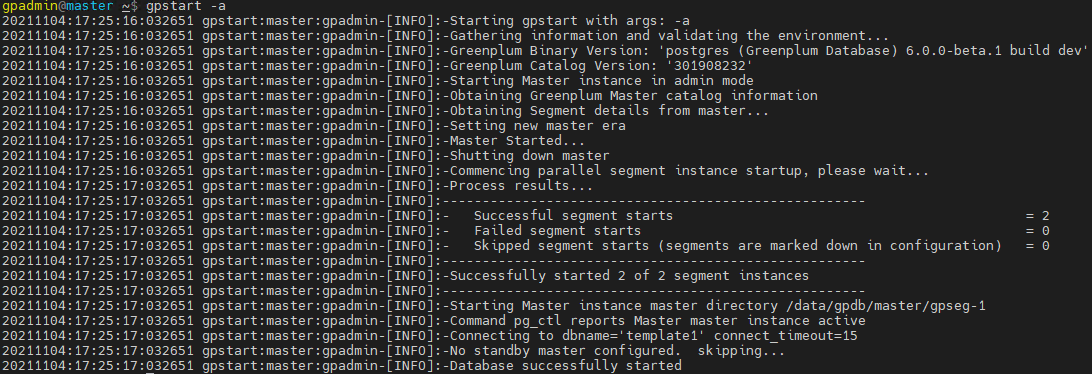 gpadmin@master ~$ gpstart -a
20211104:17:25:16:032651 gpstart:master:gpadmin-[INFO]:-Starting gpstart with args: -a
20211104:17:25:16:032651 gpstart:master:gpadmin-[INFO]:-Gathering information and validating the environment...
20211104:17:25:16:032651 gpstart:master:gpadmin-[INFO]:-Greenplum Binary Version: 'postgres (Greenplum Database) 6.0.0-beta.1 build dev'
20211104:17:25:16:032651 gpstart:master:gpadmin-[INFO]:-Greenplum Catalog Version: '301908232'
20211104:17:25:16:032651 gpstart:master:gpadmin-[INFO]:-Starting Master instance in admin mode
20211104:17:25:16:032651 gpstart:master:gpadmin-[INFO]:-Obtaining Greenplum Master catalog information
20211104:17:25:16:032651 gpstart:master:gpadmin-[INFO]:-Obtaining Segment details from master...
20211104:17:25:16:032651 gpstart:master:gpadmin-[INFO]:-Setting new master era
20211104:17:25:16:032651 gpstart:master:gpadmin-[INFO]:-Master Started...
20211104:17:25:16:032651 gpstart:master:gpadmin-[INFO]:-Shutting down master
20211104:17:25:16:032651 gpstart:master:gpadmin-[INFO]:-Commencing parallel segment instance startup, please wait...
20211104:17:25:17:032651 gpstart:master:gpadmin-[INFO]:-Process results...
20211104:17:25:17:032651 gpstart:master:gpadmin-[INFO]:-----------------------------------------------------
20211104:17:25:17:032651 gpstart:master:gpadmin-[INFO]:-   Successful segment starts                                            = 2
20211104:17:25:17:032651 gpstart:master:gpadmin-[INFO]:-   Failed segment starts                                                = 0
20211104:17:25:17:032651 gpstart:master:gpadmin-[INFO]:-   Skipped segment starts (segments are marked down in configuration)   = 0
20211104:17:25:17:032651 gpstart:master:gpadmin-[INFO]:-----------------------------------------------------
20211104:17:25:17:032651 gpstart:master:gpadmin-[INFO]:-Successfully started 2 of 2 segment instances
20211104:17:25:17:032651 gpstart:master:gpadmin-[INFO]:-----------------------------------------------------
20211104:17:25:17:032651 gpstart:master:gpadmin-[INFO]:-Starting Master instance master directory /data/gpdb/master/gpseg-1
20211104:17:25:17:032651 gpstart:master:gpadmin-[INFO]:-Command pg_ctl reports Master master instance active
20211104:17:25:17:032651 gpstart:master:gpadmin-[INFO]:-Connecting to dbname='template1' connect_timeout=15
20211104:17:25:17:032651 gpstart:master:gpadmin-[INFO]:-No standby master configured.  skipping...
20211104:17:25:17:032651 gpstart:master:gpadmin-[INFO]:-Database successfully started